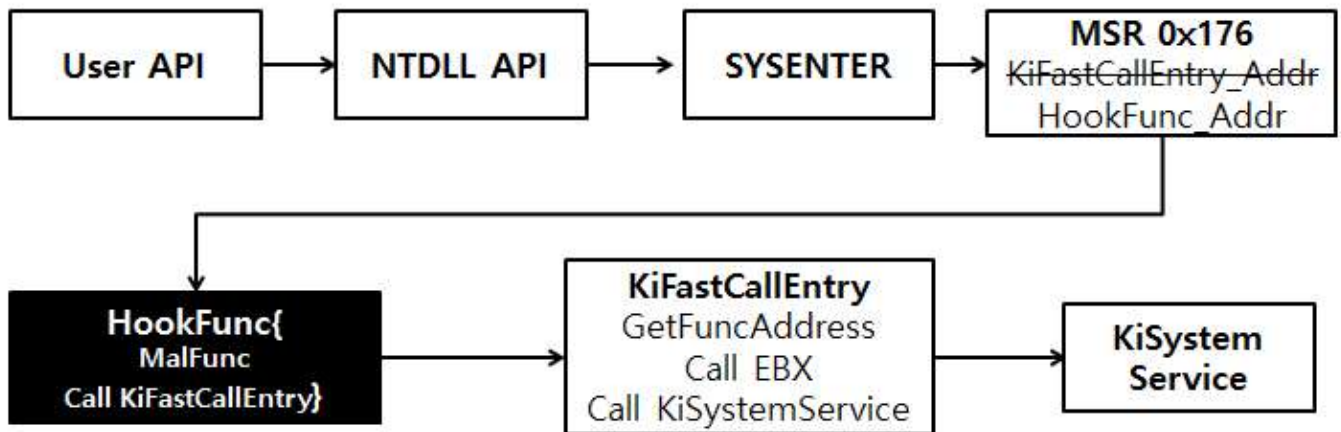 User API
NTDLL API
SYSENTER
MSR 0x176
KiFastCallEntry_Addr
HookFunc_Addr
HookFunc{
MalFunc
Call KiFastCallEntry}
KiFastCallEntry
GetFuncAddress
Call EBX
Call KiSystemService
KiSystem
Service